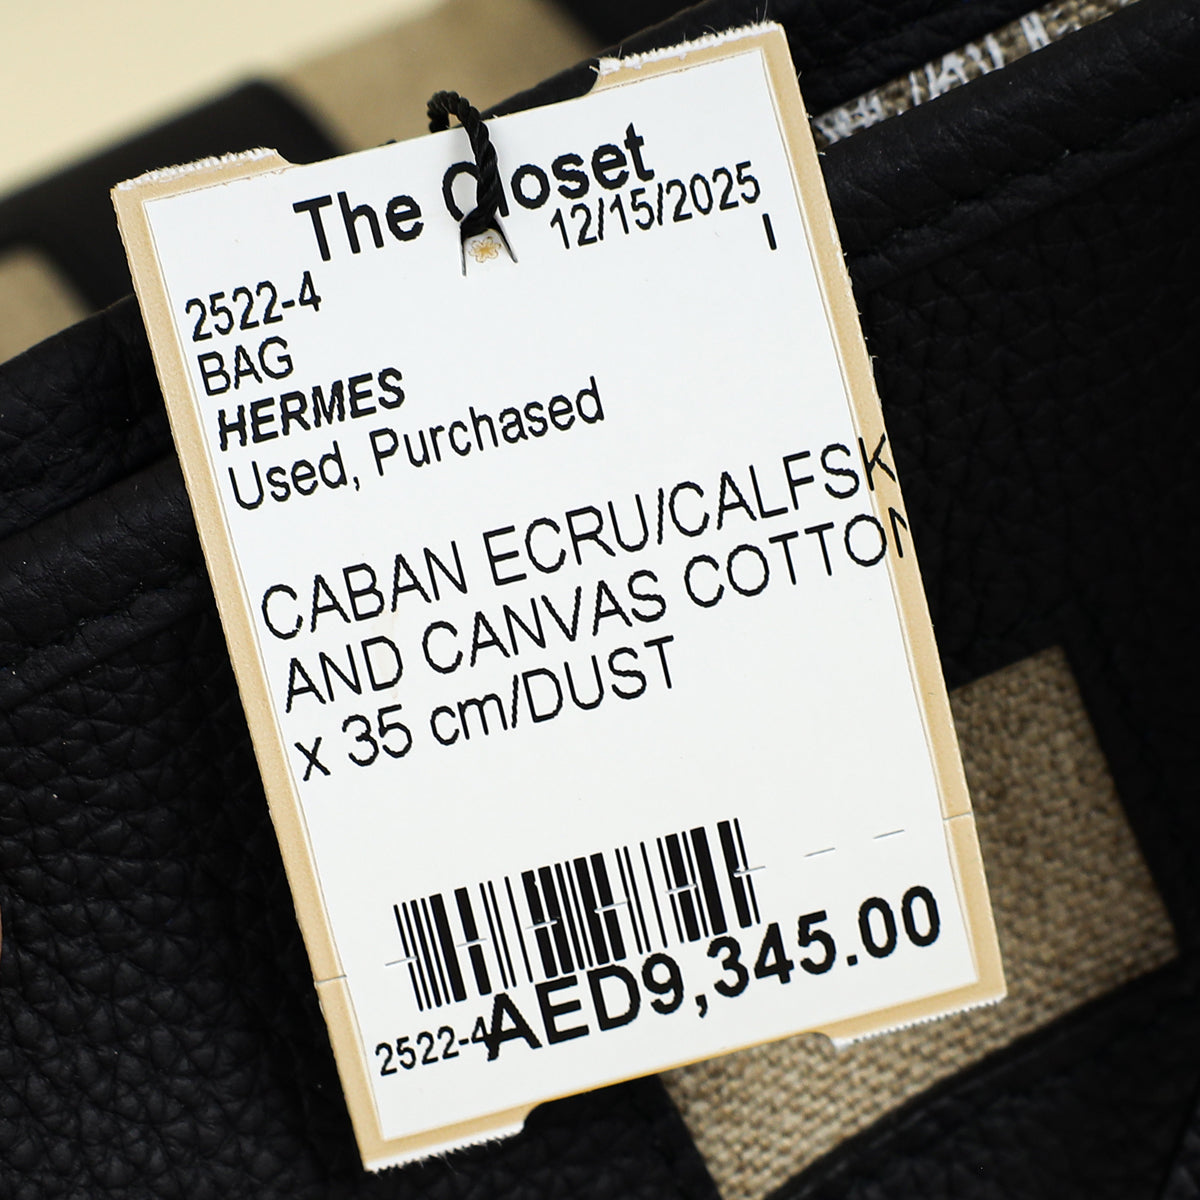 The Closet
12/15/2025
I
2522-4
BAG
HERMES
Used, Purchased
CABAN ECRU/CALFSK
AND CANVAS COTTON
x 35 cm/DUST
AED9,345.00
2522-4